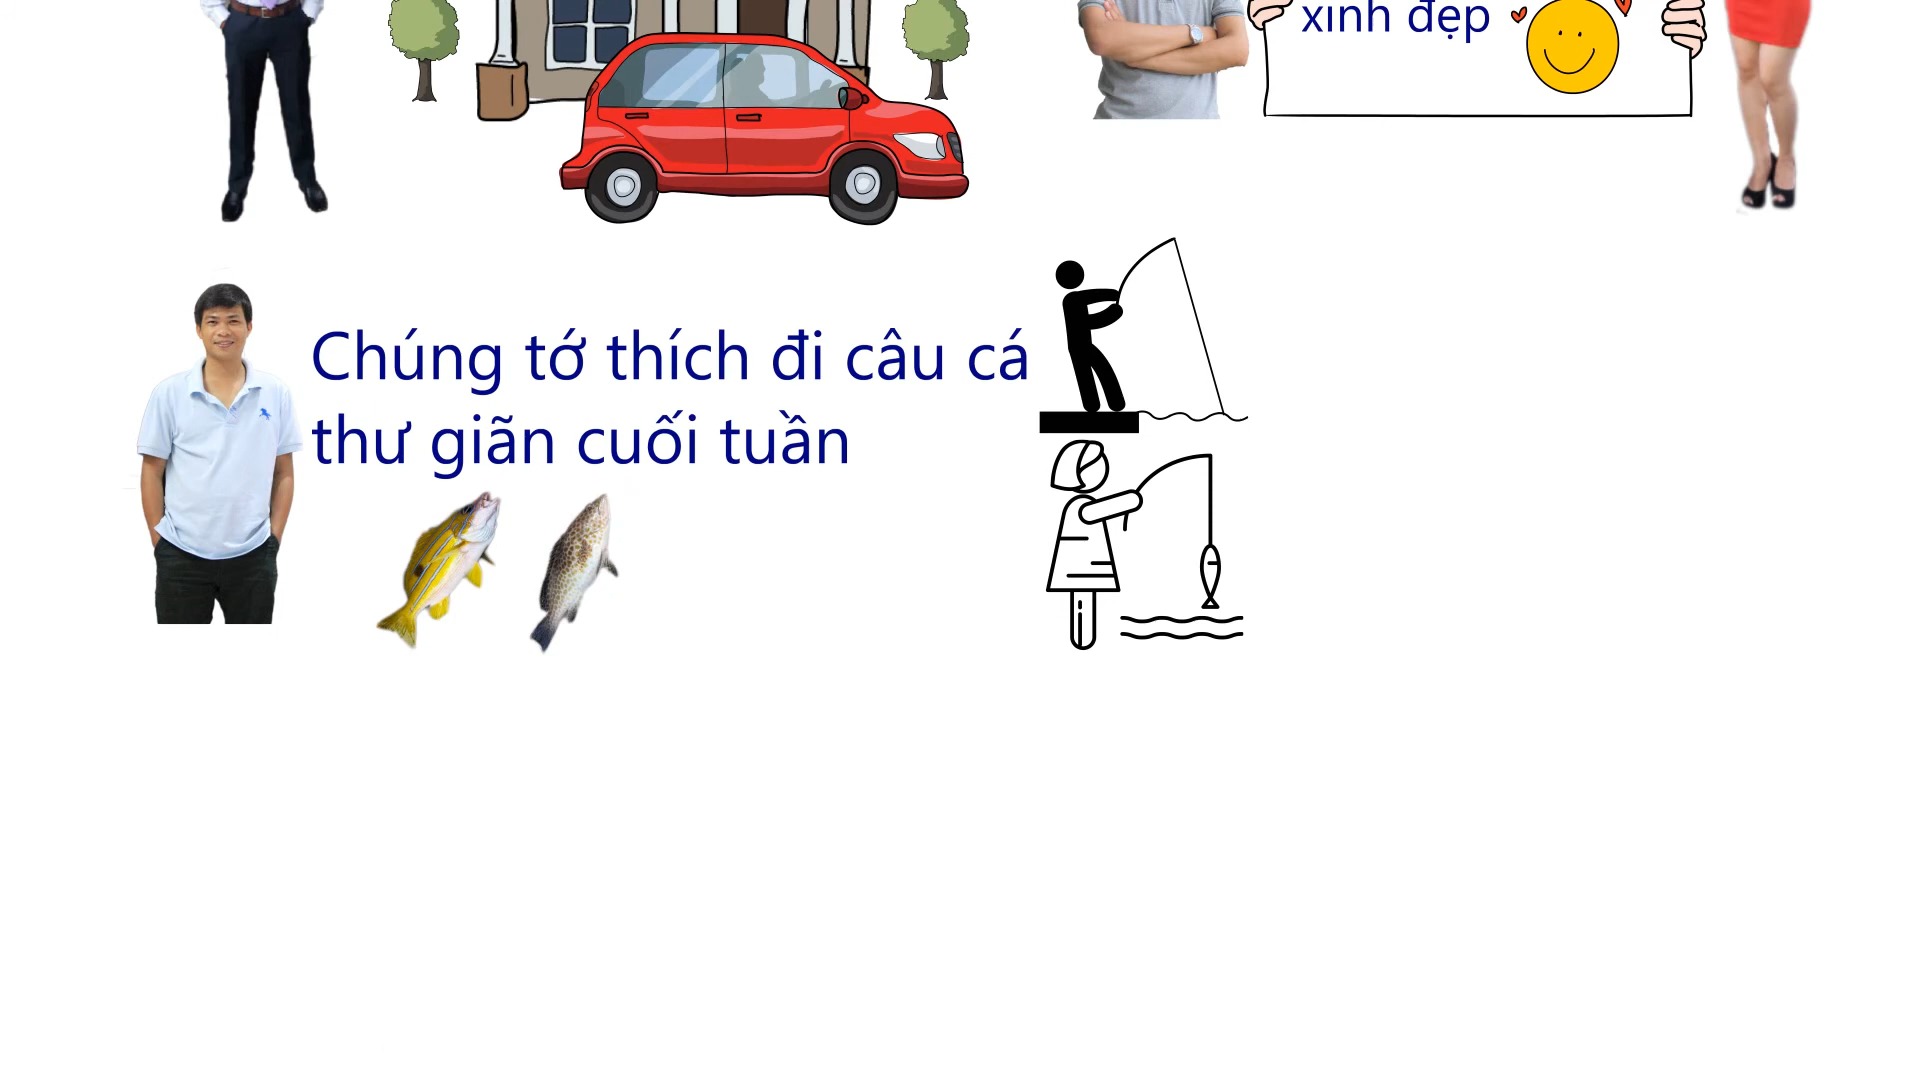 xinh đẹp
Chúng tớ thích đi câu cá
thư giãn cuối tuần